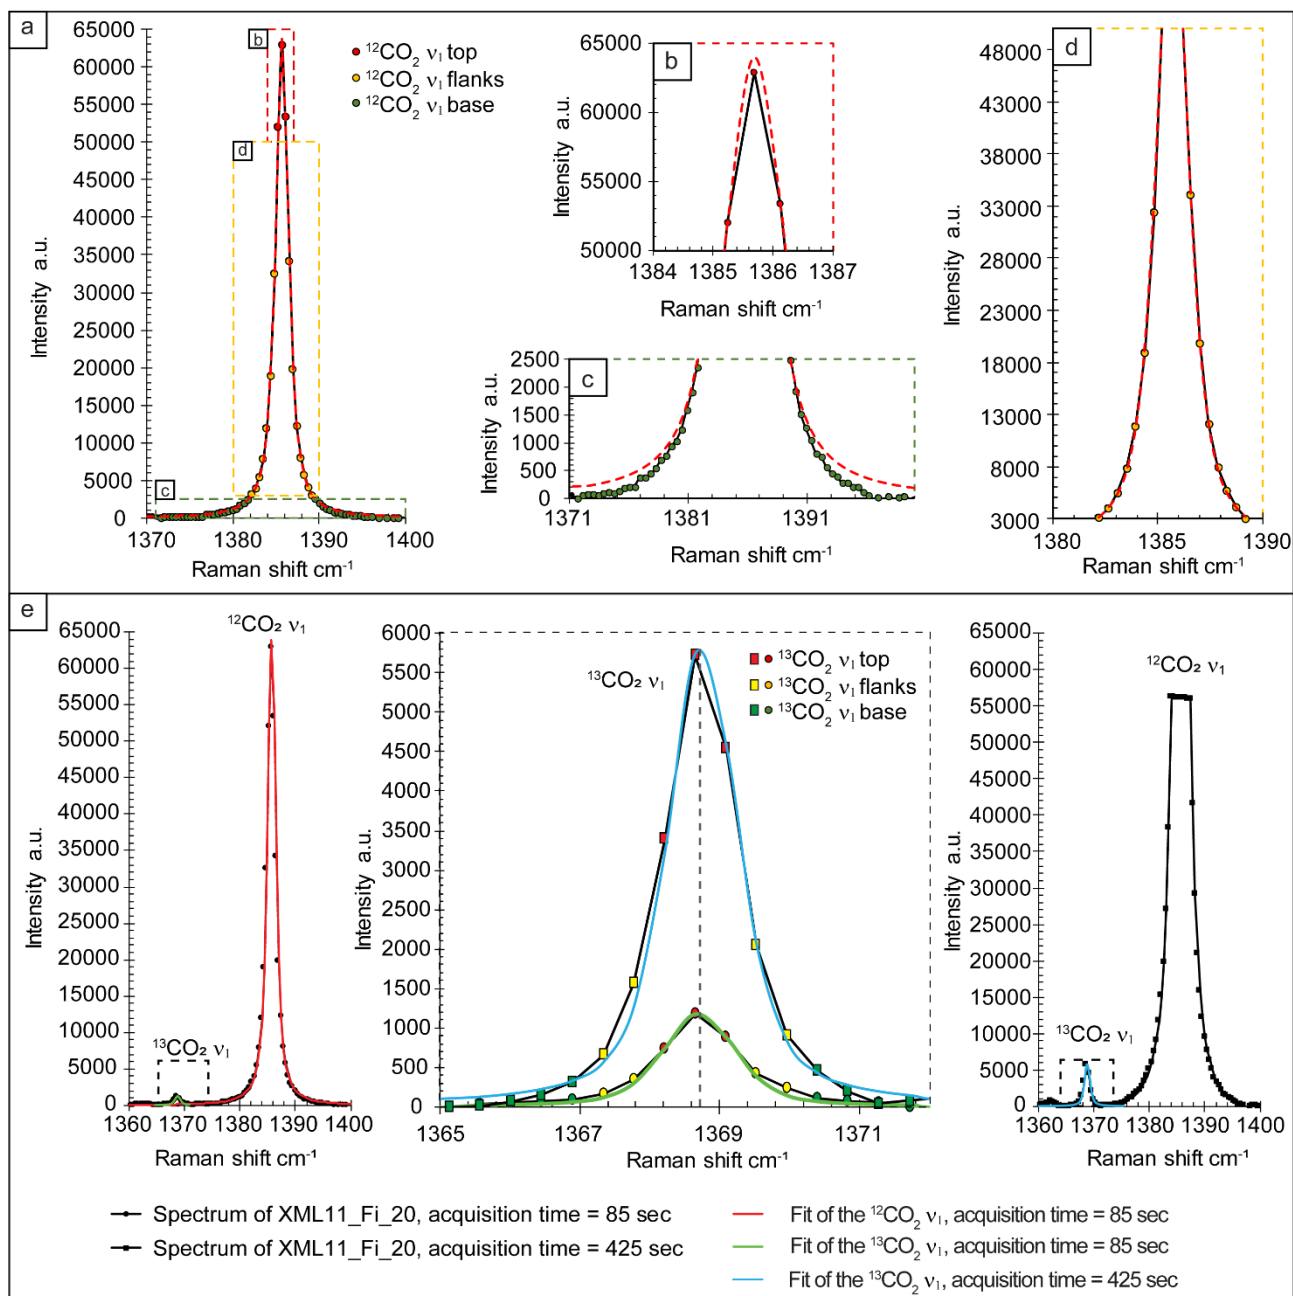 a
65000
60000
55000
50000
45000
40000
35000
30000
25000
20000
15000
10000
5000
0
Intensity a.u.
1370 1380 1390 1400
Raman shift cm⁻¹
b
d
c
¹²CO₂ ν₁ top
¹²CO₂ ν₁ flanks
¹²CO₂ ν₁ base
b
65000
60000
55000
50000
Intensity a.u.
1384 1385 1386 1387
Raman shift cm⁻¹
c
2500
2000
1500
1000
500
0
Intensity a.u.
1371 1381 1391
Raman shift cm⁻¹
d
48000
43000
38000
33000
28000
23000
18000
13000
8000
3000
Intensity a.u.
1380 1385 1390
Raman shift cm⁻¹
e
¹²CO₂ ν₁
65000
60000
55000
50000
45000
40000
35000
30000
25000
20000
15000
10000
5000
0
Intensity a.u.
¹³CO₂ ν₁
1360 1370 1380 1390 1400
Raman shift cm⁻¹
6000
5500
5000
4500
4000
3500
3000
2500
2000
1500
1000
500
0
Intensity a.u.
¹³CO₂ ν₁
¹³CO₂ ν₁ top
¹³CO₂ ν₁ flanks
¹³CO₂ ν₁ base
1365 1367 1369 1371
Raman shift cm⁻¹
¹²CO₂ ν₁
65000
60000
55000
50000
45000
40000
35000
30000
25000
20000
15000
10000
5000
0
Intensity a.u.
¹³CO₂ ν₁
1360 1370 1380 1390 1400
Raman shift cm⁻¹
Spectrum of XML11_Fi_20, acquisition time = 85 sec
Spectrum of XML11_Fi_20, acquisition time = 425 sec
Fit of the ¹²CO₂ ν₁, acquisition time = 85 sec
Fit of the ¹³CO₂ ν₁, acquisition time = 85 sec
Fit of the ¹³CO₂ ν₁, acquisition time = 425 sec